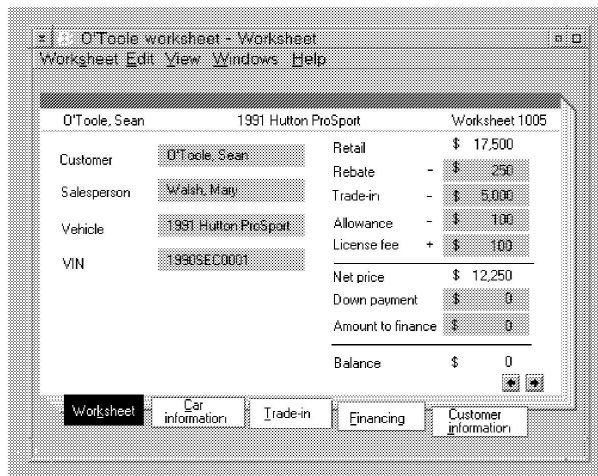 O'Toole worksheet - Worksheet
Worksheet Edit View Windows Help
O'Toole, Sean 1991 Hutton ProSport Worksheet 1005
Customer O'Toole, Sean
Salesperson Walsh, Mary
Vehicle 1991 Hutton ProSport
VIN 1990SEC0001
Retail $ 17,500
Rebate - $ 250
Trade-in - $ 5,000
Allowance - $ 100
License fee + $ 100
Net price $ 12,250
Down payment $ 0
Amount to finance $ 0
Balance $ 0
Worksheet
Car
information
Trade-in
Financing
Customer
information